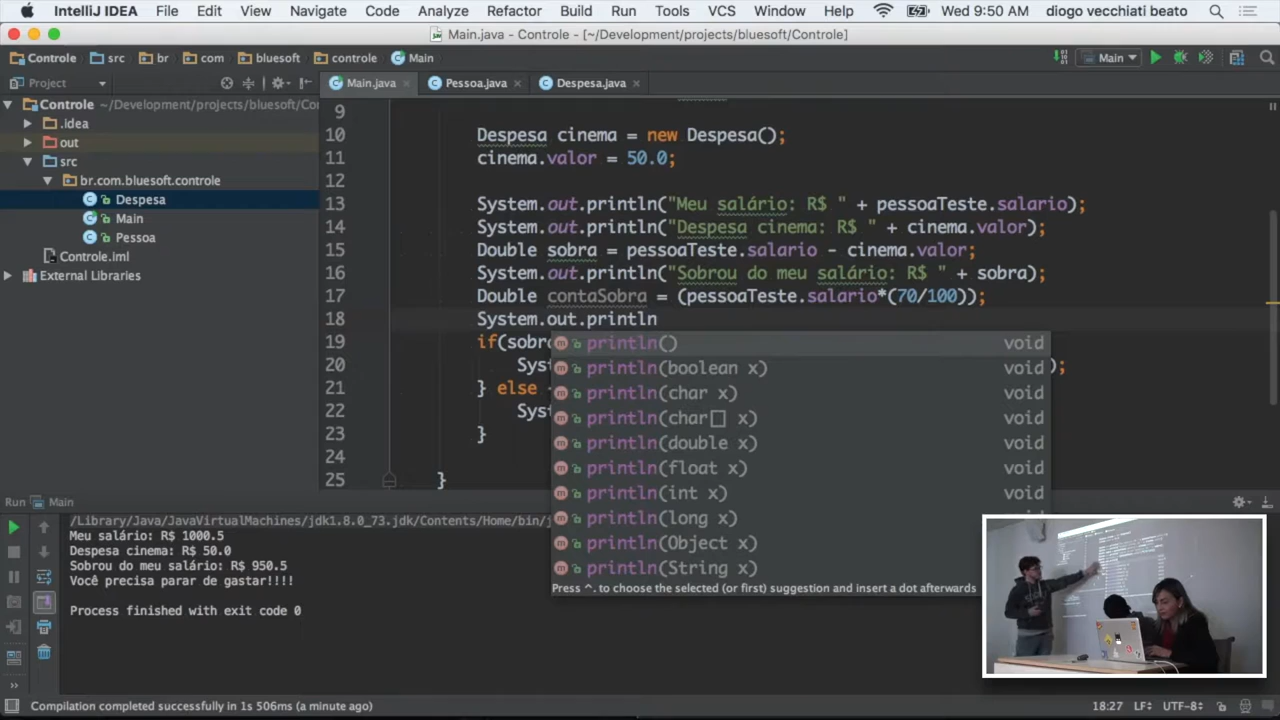 IntelliJ IDEA File Edit View Navigate Code Analyze Refactor Build Run Tools VCS Window Help Wed 9:50 AM diogo vecchiati beato
Main.java - Controle - [~/Development/projects/bluesoft/Controle]
Controle src br com bluesoft controle Main Main
Project Main.java Pessoa.java Despesa.java
Controle ~/Development/projects/bluesoft/Co
.idea
out
src
br.com.bluesoft.controle
Despesa
Main
Pessoa
Controle.iml
External Libraries
9
10 Despesa cinema = new Despesa();
11 cinema.valor = 50.0;
12
13 System.out.println("Meu salário: R$ " + pessoaTeste.salario);
14 System.out.println("Despesa cinema: R$ " + cinema.valor);
15 Double sobra = pessoaTeste.salario - cinema.valor;
16 System.out.println("Sobrou do meu salário: R$ " + sobra);
17 Double contaSobra = (pessoaTeste.salario*(70/100));
18 System.out.println
19 if(sobra
20 Syst );
21 } else
22 Syst
23 }
24
25 }
println() void
println(boolean x) void
println(char x) void
println(char[] x) void
println(double x) void
println(float x) void
println(int x) void
println(long x) void
println(Object x)
println(String x)
Press ^. to choose the selected (or first) suggestion and insert a dot afterwards
Run Main
/Library/Java/JavaVirtualMachines/jdk1.8.0_73.jdk/Contents/Home/bin/j
Meu salário: R$ 1000.5
Despesa cinema: R$ 50.0
Sobrou do meu salário: R$ 950.5
Você precisa parar de gastar!!!!
Process finished with exit code 0
Compilation completed successfully in 1s 506ms (a minute ago) 18:27 LF UTF-8